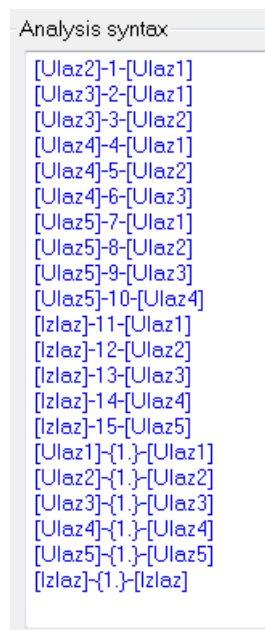 Analysis syntax
[Ulaz2]-1-[Ulaz1]
[Ulaz3]-2-[Ulaz1]
[Ulaz3]-3-[Ulaz2]
[Ulaz4]-4-[Ulaz1]
[Ulaz4]-5-[Ulaz2]
[Ulaz4]-6-[Ulaz3]
[Ulaz5]-7-[Ulaz1]
[Ulaz5]-8-[Ulaz2]
[Ulaz5]-9-[Ulaz3]
[Ulaz5]-10-[Ulaz4]
[Izlaz]-11-[Ulaz1]
[Izlaz]-12-[Ulaz2]
[Izlaz]-13-[Ulaz3]
[Izlaz]-14-[Ulaz4]
[Izlaz]-15-[Ulaz5]
[Ulaz1]-{1.}-[Ulaz1]
[Ulaz2]-{1.}-[Ulaz2]
[Ulaz3]-{1.}-[Ulaz3]
[Ulaz4]-{1.}-[Ulaz4]
[Ulaz5]-{1.}-[Ulaz5]
[Izlaz]-{1.}-[Izlaz]